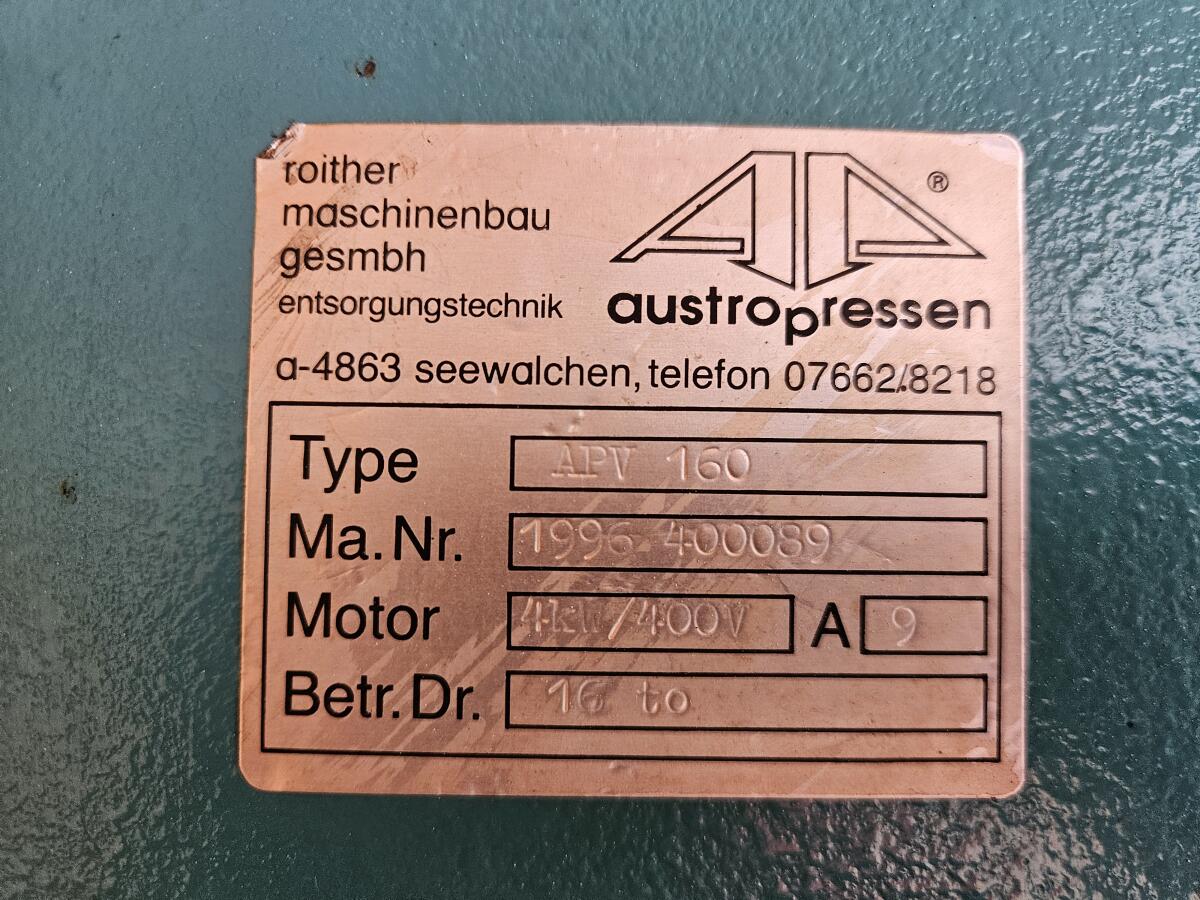 roither
maschinenbau
gesmbh
entsorgungstechnik
®
austropressen
a-4863 seewalchen, telefon 07662/8218
Type APV 160
Ma.Nr. 1996.400089
Motor 4kW/400V A 9
Betr.Dr. 16 to